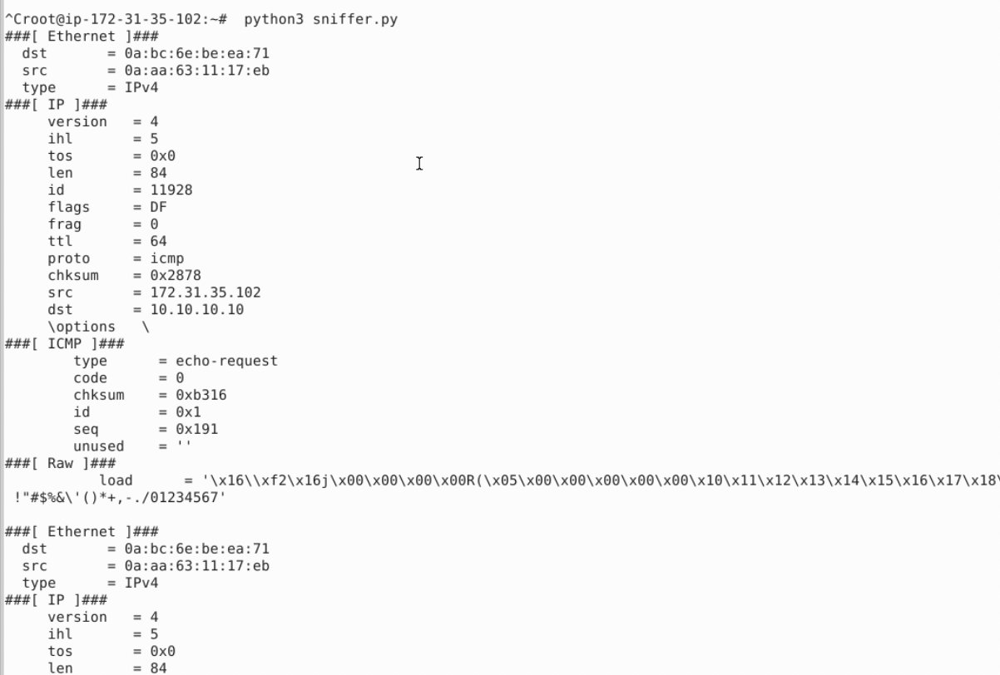 ^Croot@ip-172-31-35-102:~#  python3 sniffer.py
###[ Ethernet ]###
  dst       = 0a:bc:6e:be:ea:71
  src       = 0a:aa:63:11:17:eb
  type      = IPv4
###[ IP ]###
     version   = 4
     ihl       = 5
     tos       = 0x0
     len       = 84
     id        = 11928
     flags     = DF
     frag      = 0
     ttl       = 64
     proto     = icmp
     chksum    = 0x2878
     src       = 172.31.35.102
     dst       = 10.10.10.10
     \options   \
###[ ICMP ]###
        type      = echo-request
        code      = 0
        chksum    = 0xb316
        id        = 0x1
        seq       = 0x191
        unused    = ''
###[ Raw ]###
           load      = '\x16\\xf2\x16j\x00\x00\x00\x00R(\x05\x00\x00\x00\x00\x00\x10\x11\x12\x13\x14\x15\x16\x17\x18\
 !"#$%&\'()*+,-./01234567'

###[ Ethernet ]###
  dst       = 0a:bc:6e:be:ea:71
  src       = 0a:aa:63:11:17:eb
  type      = IPv4
###[ IP ]###
     version   = 4
     ihl       = 5
     tos       = 0x0
     len       = 84